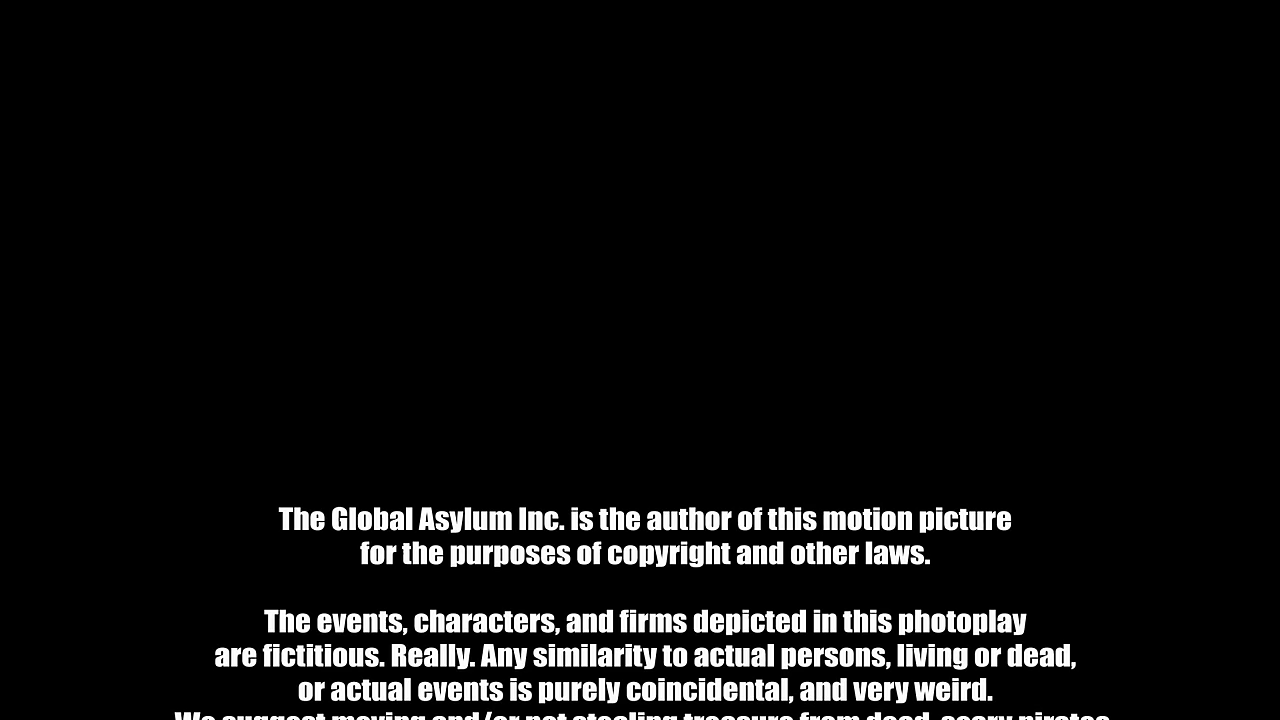 The Global Asylum Inc. is the author of this motion picture
for the purposes of copyright and other laws.
The events, characters, and firms depicted in this photoplay
are fictitious. Really. Any similarity to actual persons, living or dead,
or actual events is purely coincidental, and very weird.
We suggest moving and/or not stealing treasure from dead, scary pirates